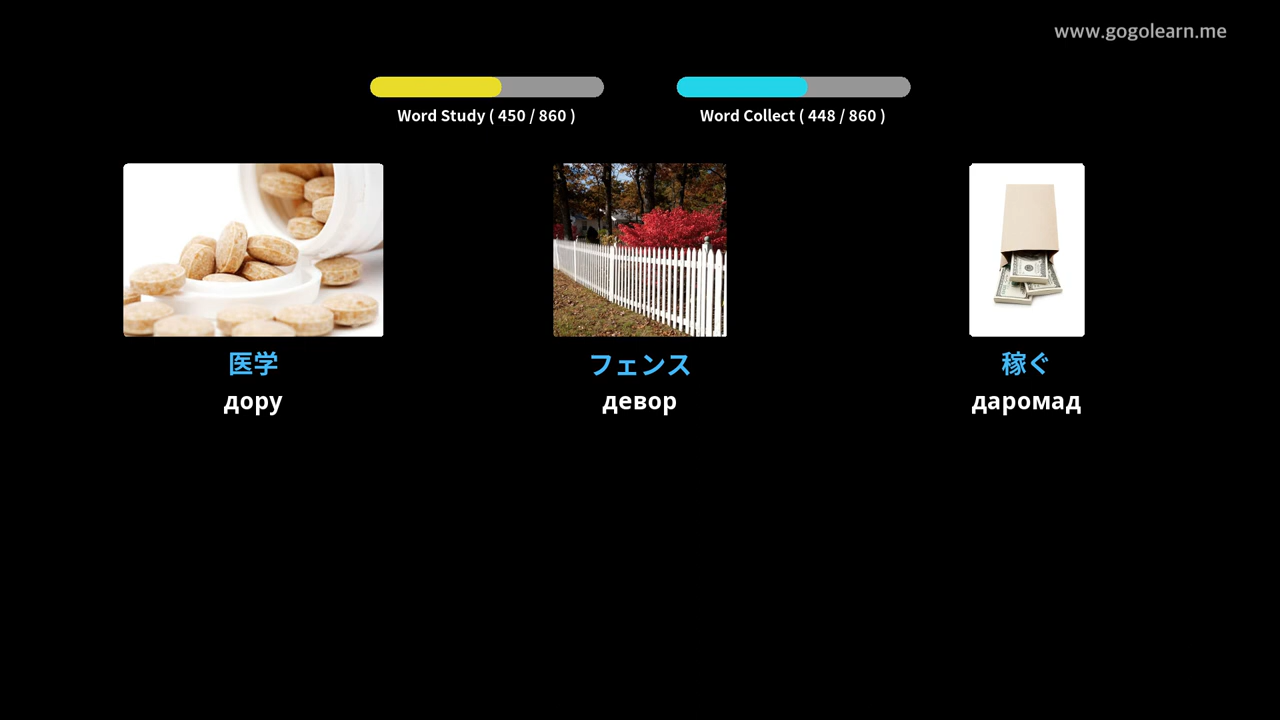 www.gogolearn.me
Word Study ( 450 / 860 )
Word Collect ( 448 / 860 )
医学
дору
フェンス
девор
稼ぐ
даромад